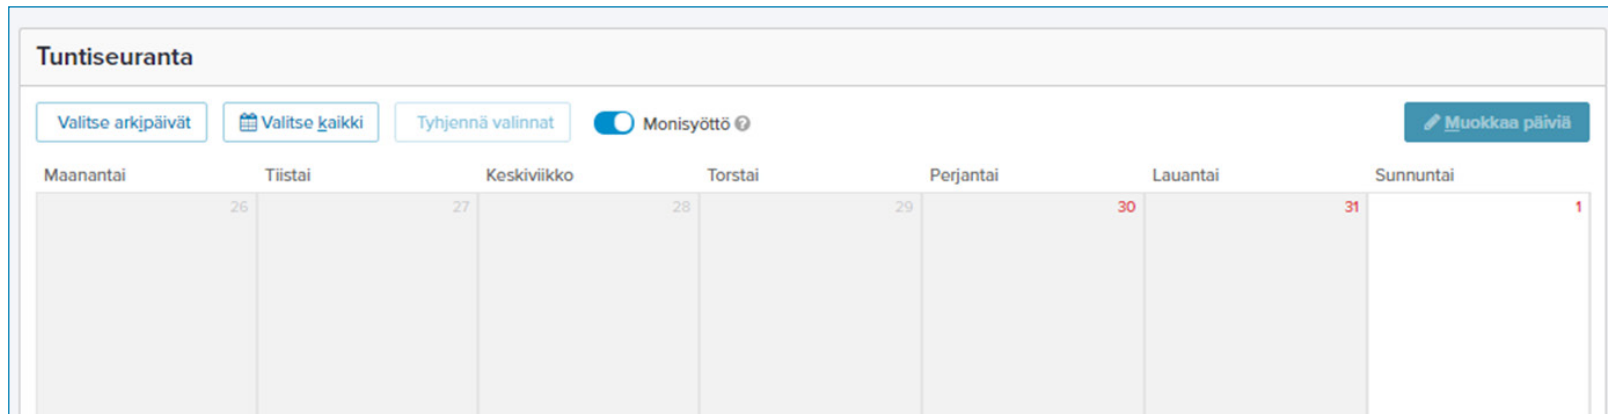 Tuntiseuranta
Valitse arkipäivät Valitse kaikki Tyhjennä valinnat Monisyöttö ? Muokkaa päiviä
Maanantai Tiistai Keskiviikko Torstai Perjantai Lauantai Sunnuntai
26 27 28 29 30 31 1